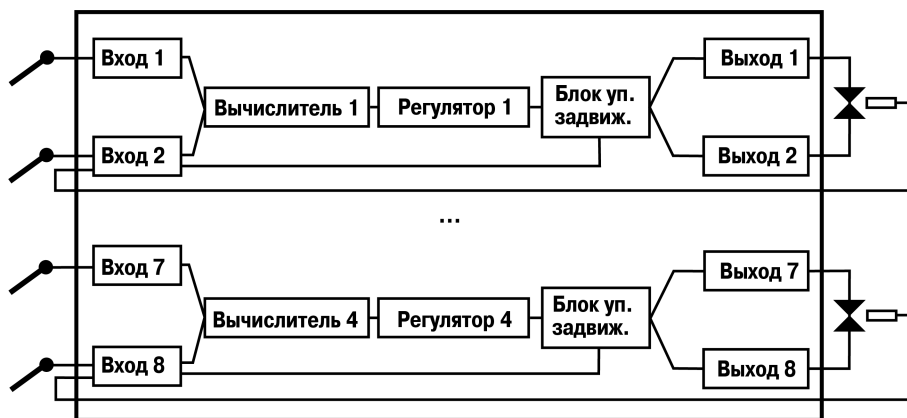 Вход 1
Выход 1
Вычислитель 1
Регулятор 1
Блок уп.
задвиж.
Вход 2
Выход 2
...
Вход 7
Выход 7
Вычислитель 4
Регулятор 4
Блок уп.
задвиж.
Вход 8
Выход 8